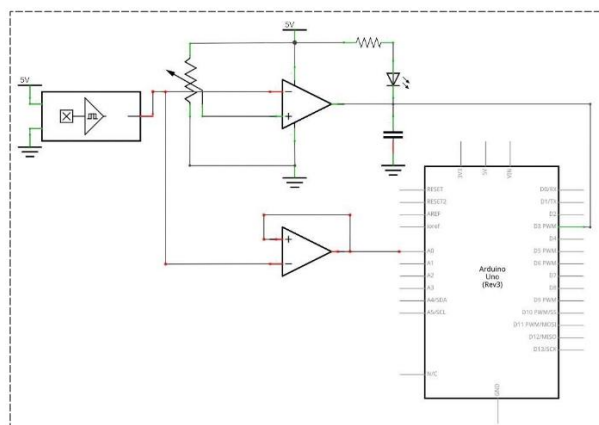 5V
5V
3V3
5V
VIN
RESET
RESET2
AREF
ioref
A0
A1
A2
A3
A4/SDA
A5/SCL
N/C
Arduino
Uno
(Rev3)
D0/RX
D1/TX
D2
D3 PWM
D4
D5 PWM
D6 PWM
D7
D8
D9 PWM
D10 PWM/SS
D11 PWM/MOSI
D12/MISO
D13/SCK
GND